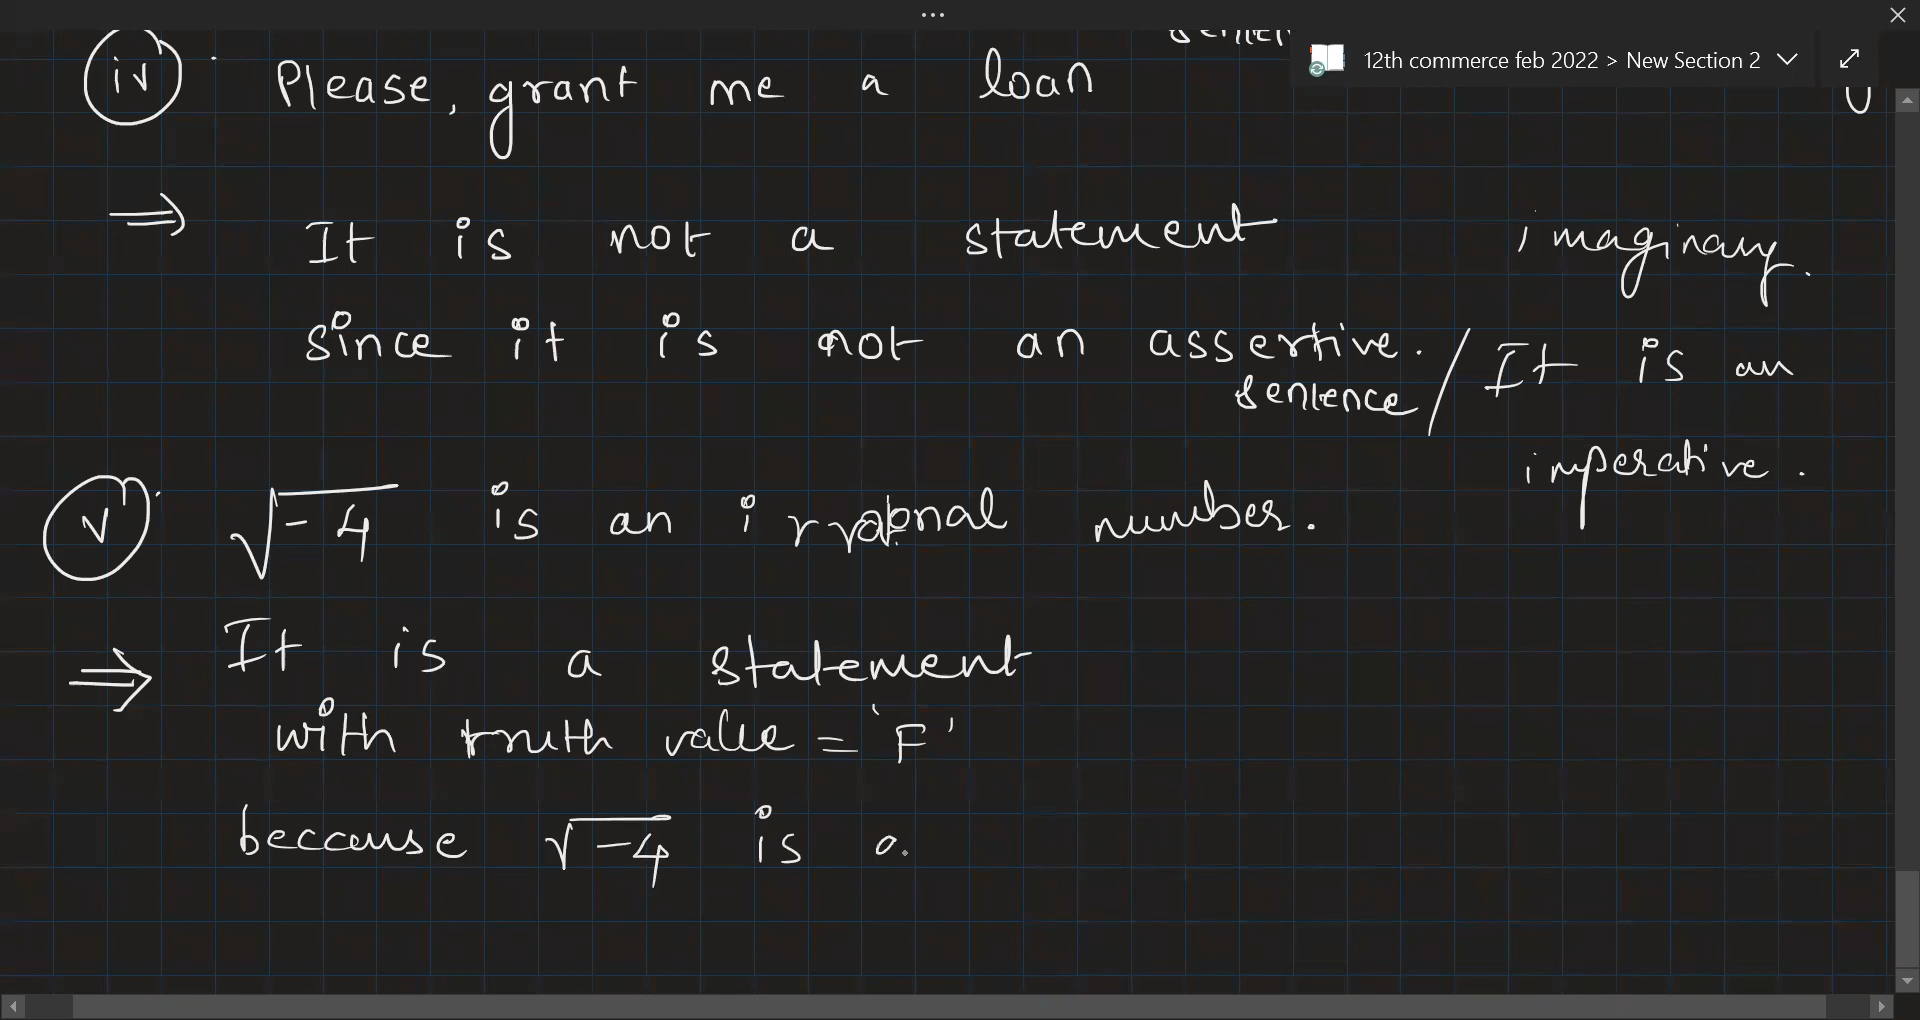 12th commerce feb 2022 > New Section 2
iv Please, grant me a loan
⇒ It is not a statement
imaginary.
since it is not an assertive. / It is an
sentence
imperative.
v √-4 is an irrational number.
⇒ It is a statement
with truth value = 'F'
because √-4 is a